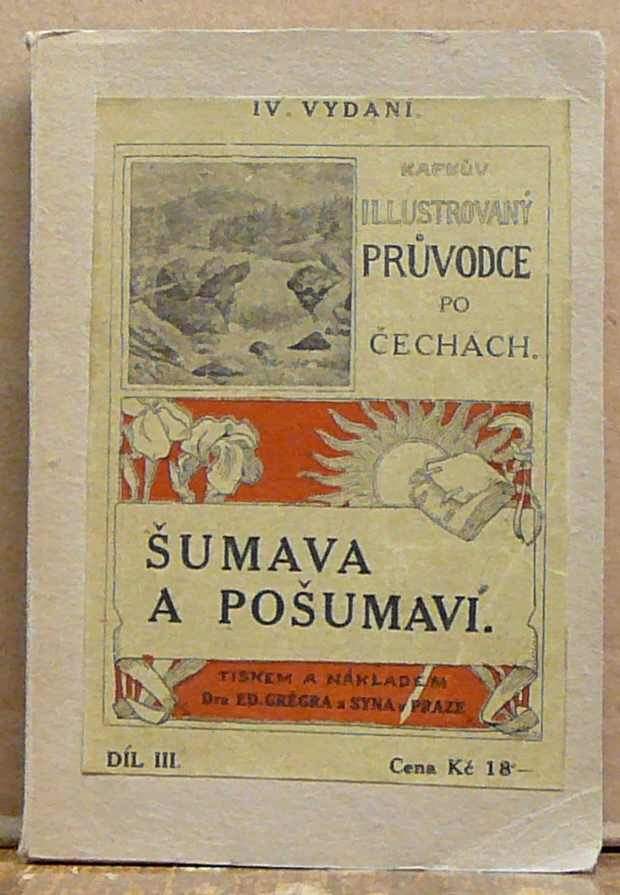 IV. VYDÁNÍ.
KAFKŮV
ILLUSTROVANÝ
PRŮVODCE
PO
ČECHÁCH.
ŠUMAVA
A POŠUMAVÍ.
TISKEM A NÁKLADEM
Dra ED. GRÉGRA a SYNA v PRAZE
DÍL III.
Cena Kč 18·—